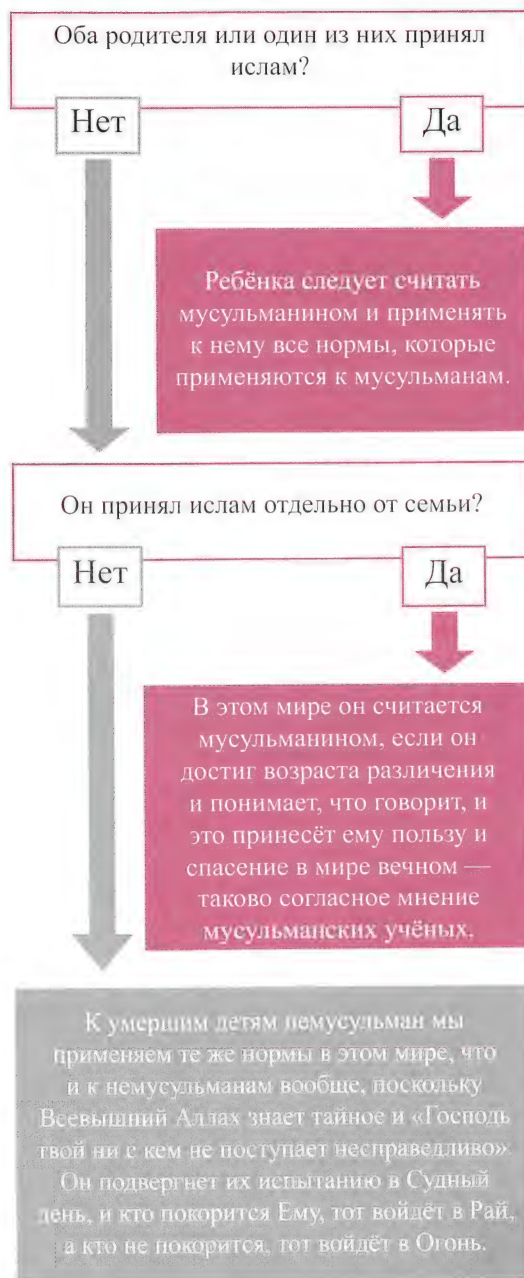 Оба родителя или один из них принял
ислам?
Нет
Да
Ребёнка следует считать
мусульманином и применять
к нему все нормы, которые
применяются к мусульманам.
Он принял ислам отдельно от семьи?
Нет
Да
В этом мире он считается
мусульманином, если он
достиг возраста различения
и понимает, что говорит, и
это принесёт ему пользу и
спасение в мире вечном —
таково согласное мнение
мусульманских учёных.
К умершим детям немусульман мы
применяем те же нормы в этом мире, что
и к немусульманам вообще, поскольку
Всевышний Аллах знает тайное и «Господь
твой ни с кем не поступает несправедливо».
Он подвергнет их испытанию в Судный
день, и кто покорится Ему, тот войдёт в Рай,
а кто не покорится, тот войдёт в Огонь.